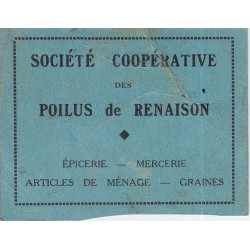 SOCIÉTÉ COOPÉRATIVE
DES
POILUS de RENAISON
ÉPICERIE — MERCERIE
ARTICLES DE MÉNAGE — GRAINES